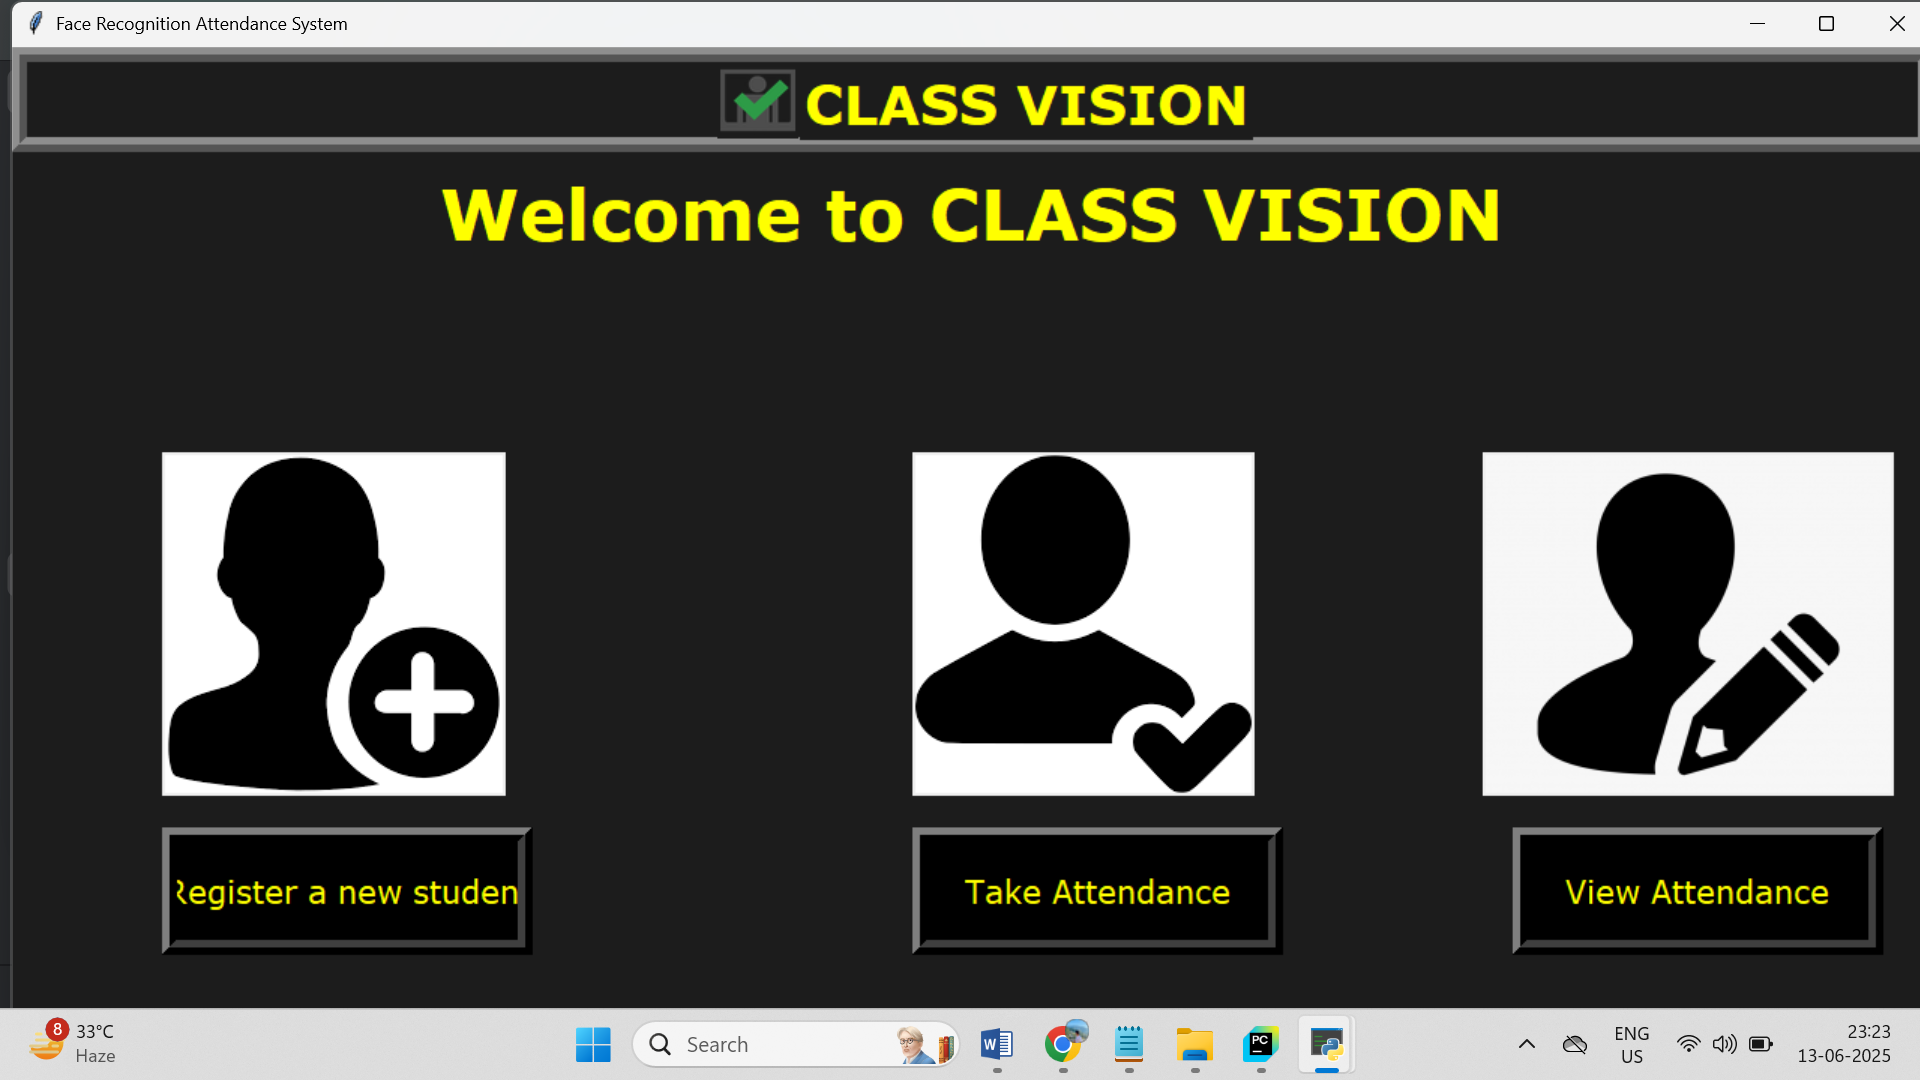 Face Recognition Attendance System
CLASS VISION
Welcome to CLASS VISION
Register a new studen
Take Attendance
View Attendance
8
33°C
Haze
Search
W
PC
ENG
US
23:23
13-06-2025